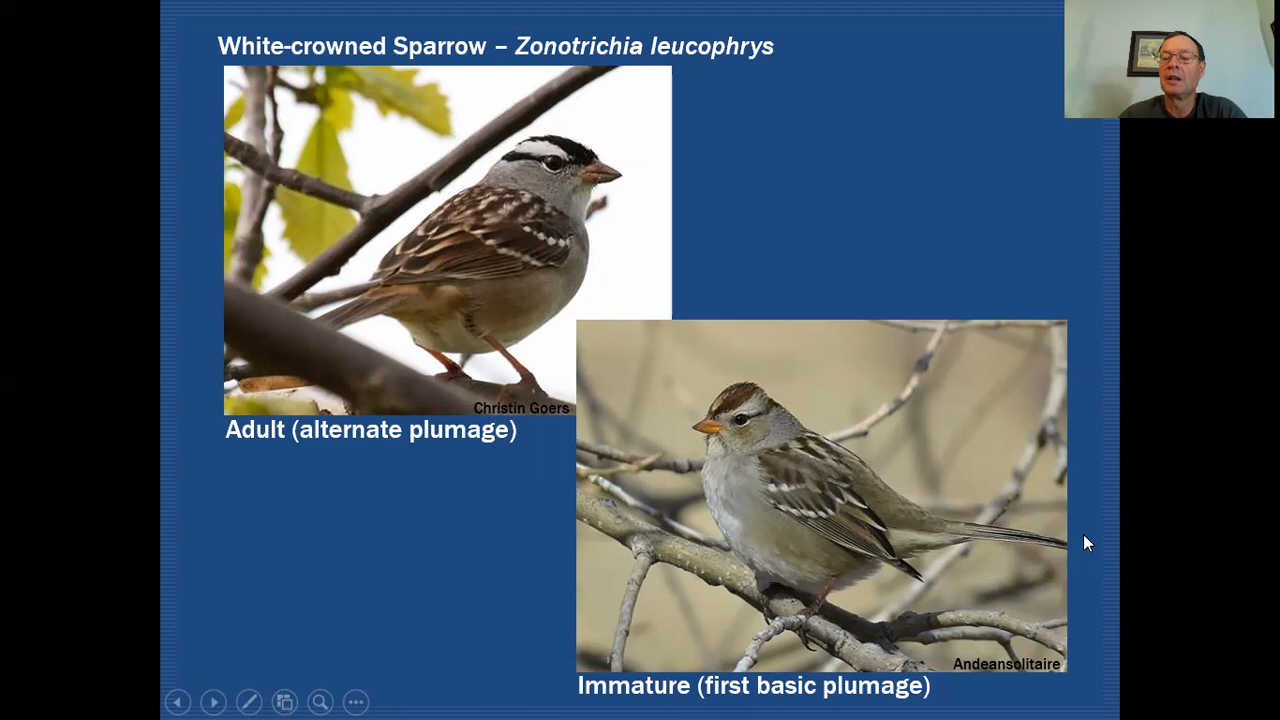 White-crowned Sparrow – Zonotrichia leucophrys
Christin Goers
Adult (alternate plumage)
Andeansolitaire
Immature (first basic plumage)